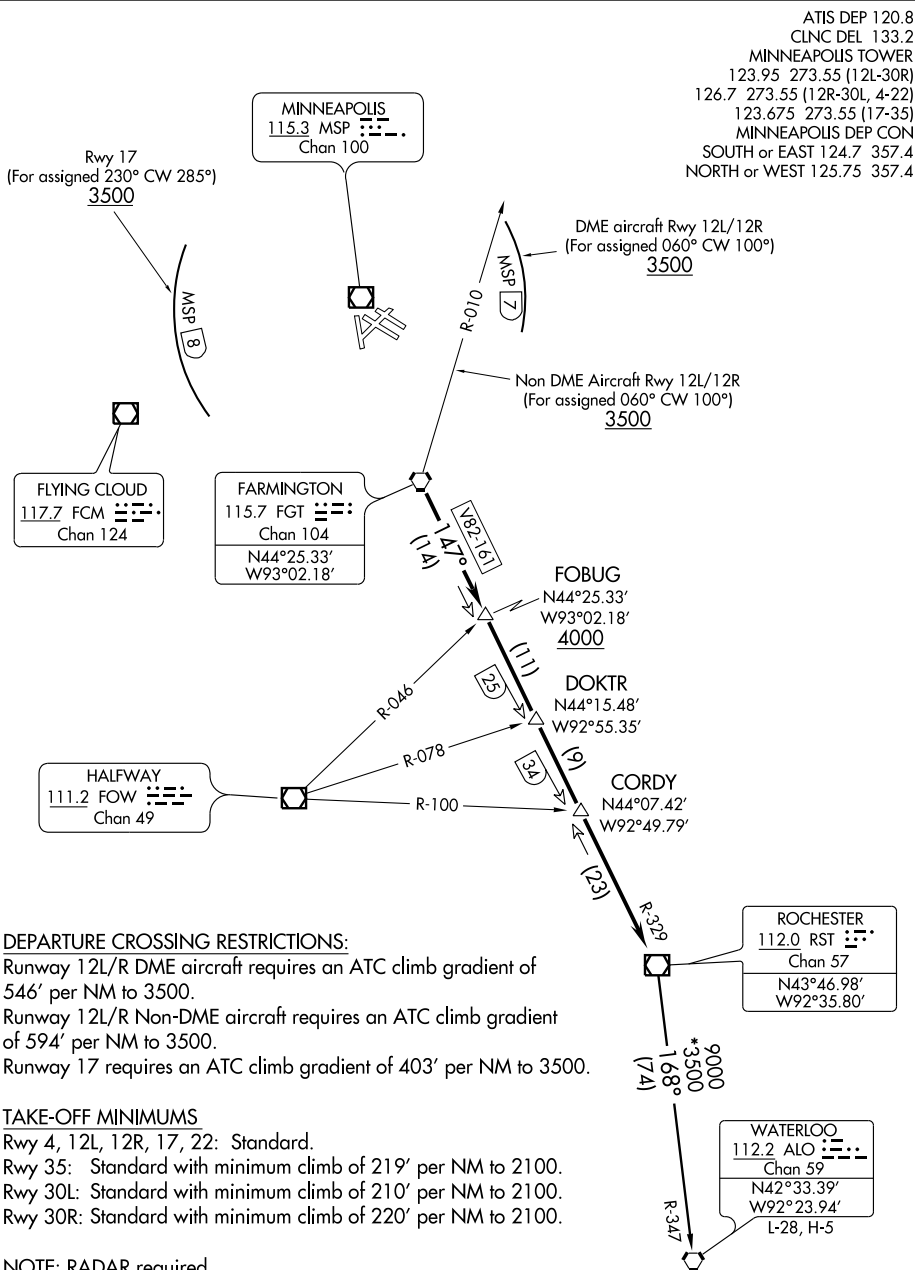 ATIS DEP 120.8
CLNC DEL 133.2
MINNEAPOLIS TOWER
123.95 273.55 (12L-30R)
126.7 273.55 (12R-30L, 4-22)
123.675 273.55 (17-35)
MINNEAPOLIS DEP CON
SOUTH or EAST 124.7 357.4
NORTH or WEST 125.75 357.4
MINNEAPOLIS
115.3 MSP
Chan 100
Rwy 17
(For assigned 230° CW 285°)
3500
MSP 8
DME aircraft Rwy 12L/12R
(For assigned 060° CW 100°)
3500
MSP 7
R-010
Non DME Aircraft Rwy 12L/12R
(For assigned 060° CW 100°)
3500
FLYING CLOUD
117.7 FCM
Chan 124
FARMINGTON
115.7 FGT
Chan 104
N44°25.33′
W93°02.18′
V82-161
147°
(14)
FOBUG
N44°25.33′
W93°02.18′
4000
(11)
25
DOKTR
N44°15.48′
W92°55.35′
R-046
R-078
R-100
(9)
34
CORDY
N44°07.42′
W92°49.79′
HALFWAY
111.2 FOW
Chan 49
(23)
R-329
ROCHESTER
112.0 RST
Chan 57
N43°46.98′
W92°35.80′
9000
*3500
168°
(74)
WATERLOO
112.2 ALO
Chan 59
N42°33.39′
W92°23.94′
L-28, H-5
R-347
DEPARTURE CROSSING RESTRICTIONS:
Runway 12L/R DME aircraft requires an ATC climb gradient of
546′ per NM to 3500.
Runway 12L/R Non-DME aircraft requires an ATC climb gradient
of 594′ per NM to 3500.
Runway 17 requires an ATC climb gradient of 403′ per NM to 3500.
TAKE-OFF MINIMUMS
Rwy 4, 12L, 12R, 17, 22: Standard.
Rwy 35: Standard with minimum climb of 219′ per NM to 2100.
Rwy 30L: Standard with minimum climb of 210′ per NM to 2100.
Rwy 30R: Standard with minimum climb of 220′ per NM to 2100.
NOTE: RADAR required.